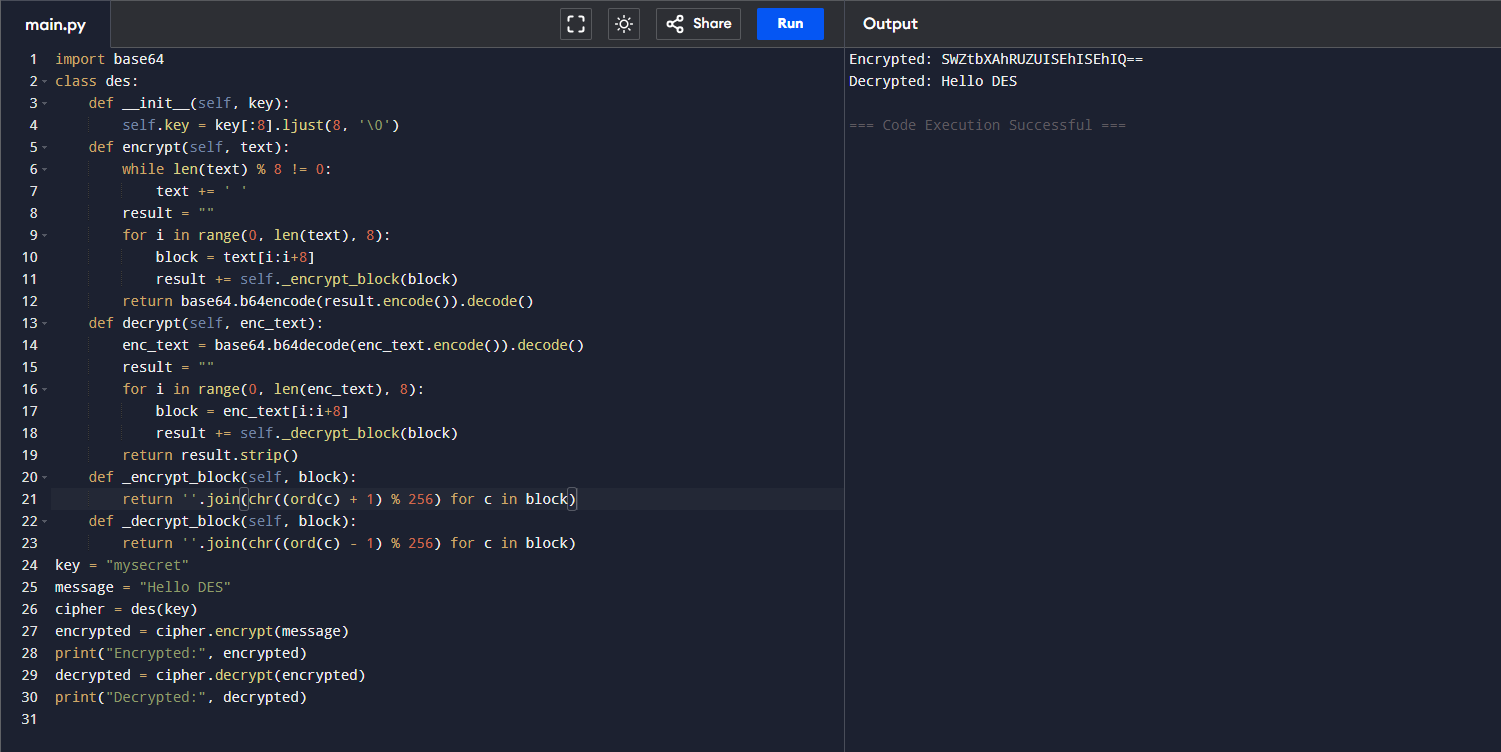 main.py
Share
Run
Output
1 import base64
2 class des:
3     def __init__(self, key):
4         self.key = key[:8].ljust(8, '\0')
5     def encrypt(self, text):
6         while len(text) % 8 != 0:
7             text += ' '
8         result = ""
9         for i in range(0, len(text), 8):
10             block = text[i:i+8]
11             result += self._encrypt_block(block)
12         return base64.b64encode(result.encode()).decode()
13     def decrypt(self, enc_text):
14         enc_text = base64.b64decode(enc_text.encode()).decode()
15         result = ""
16         for i in range(0, len(enc_text), 8):
17             block = enc_text[i:i+8]
18             result += self._decrypt_block(block)
19         return result.strip()
20     def _encrypt_block(self, block):
21         return ''.join(chr((ord(c) + 1) % 256) for c in block)
22     def _decrypt_block(self, block):
23         return ''.join(chr((ord(c) - 1) % 256) for c in block)
24 key = "mysecret"
25 message = "Hello DES"
26 cipher = des(key)
27 encrypted = cipher.encrypt(message)
28 print("Encrypted:", encrypted)
29 decrypted = cipher.decrypt(encrypted)
30 print("Decrypted:", decrypted)
31
Encrypted: SWZtbXAhRUZUISEhISEhIQ==
Decrypted: Hello DES
=== Code Execution Successful ===